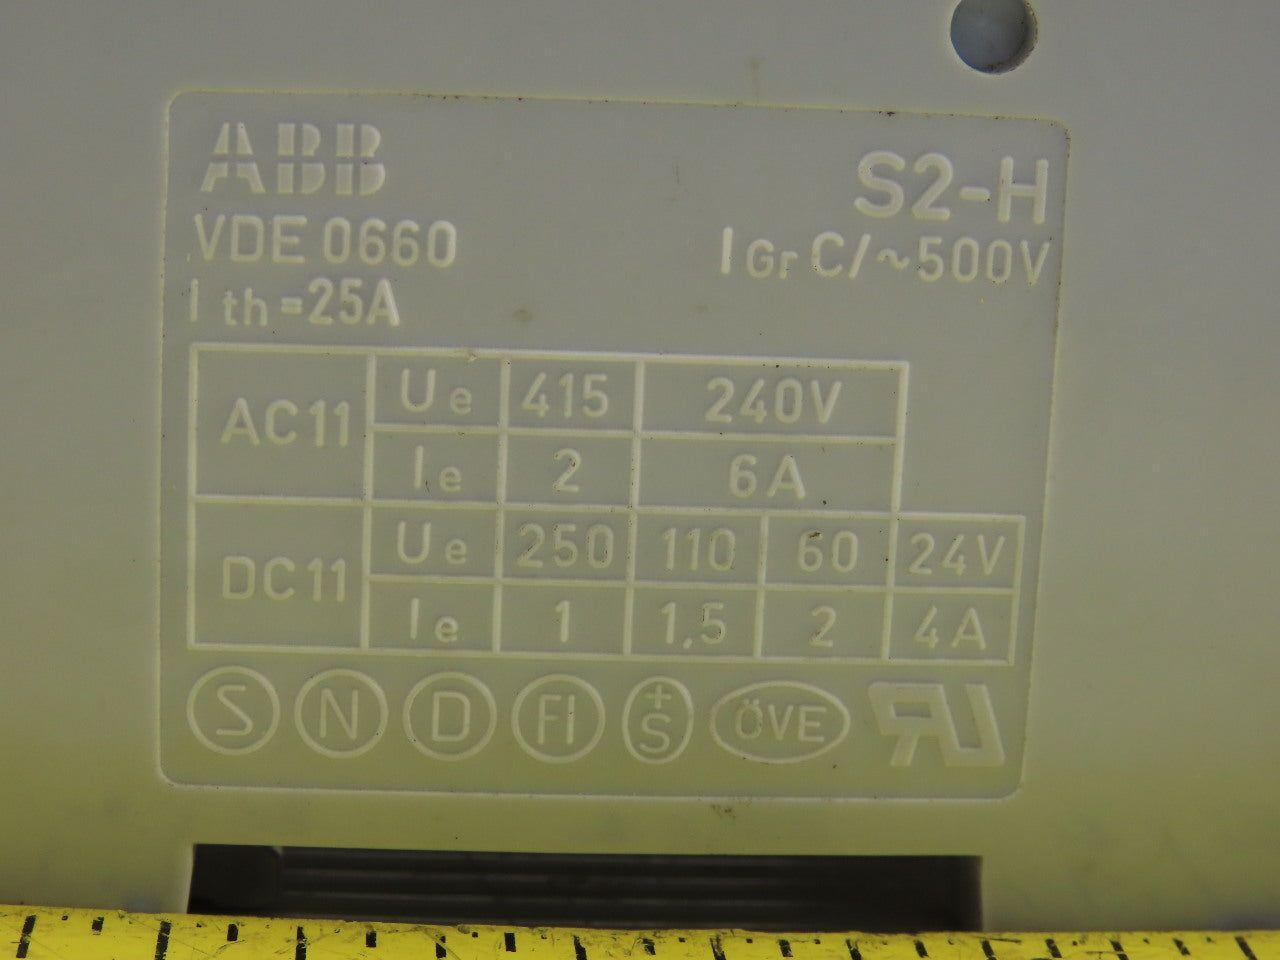 ABB
S2-H
VDE 0660
I Gr C/~500V
I th=25A
AC11 Ue 415 240V
Ie 2 6A
DC11 Ue 250 110 60 24V
Ie 1 1,5 2 4A
S N D FI +S ÖVE RU